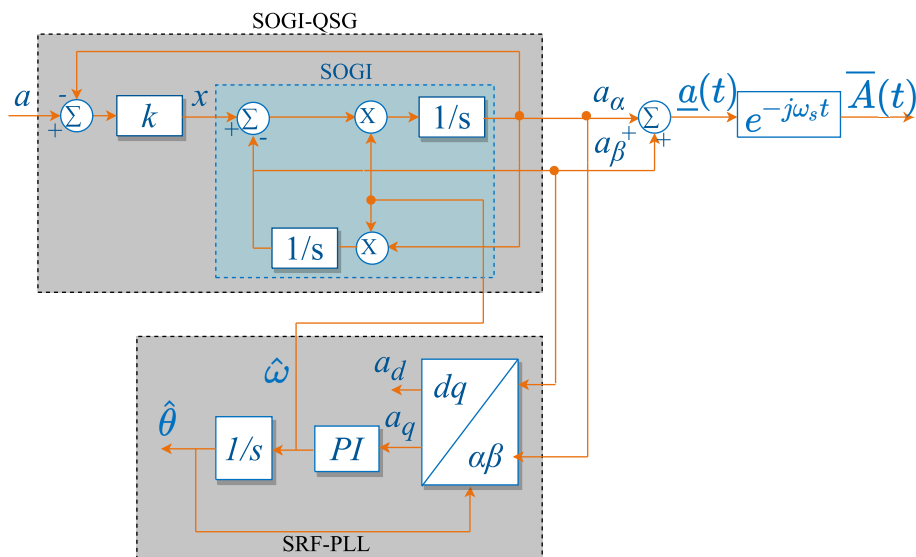 SOGI-QSG
SOGI
a
-
+
Σ
k
x
+
Σ
-
X
1/s
1/s
X
a_α
a_β
+
Σ
+
a(t)
e^{-jω_s t}
A̅(t)
ω̂
θ̂
1/s
PI
a_d
a_q
dq
αβ
SRF-PLL